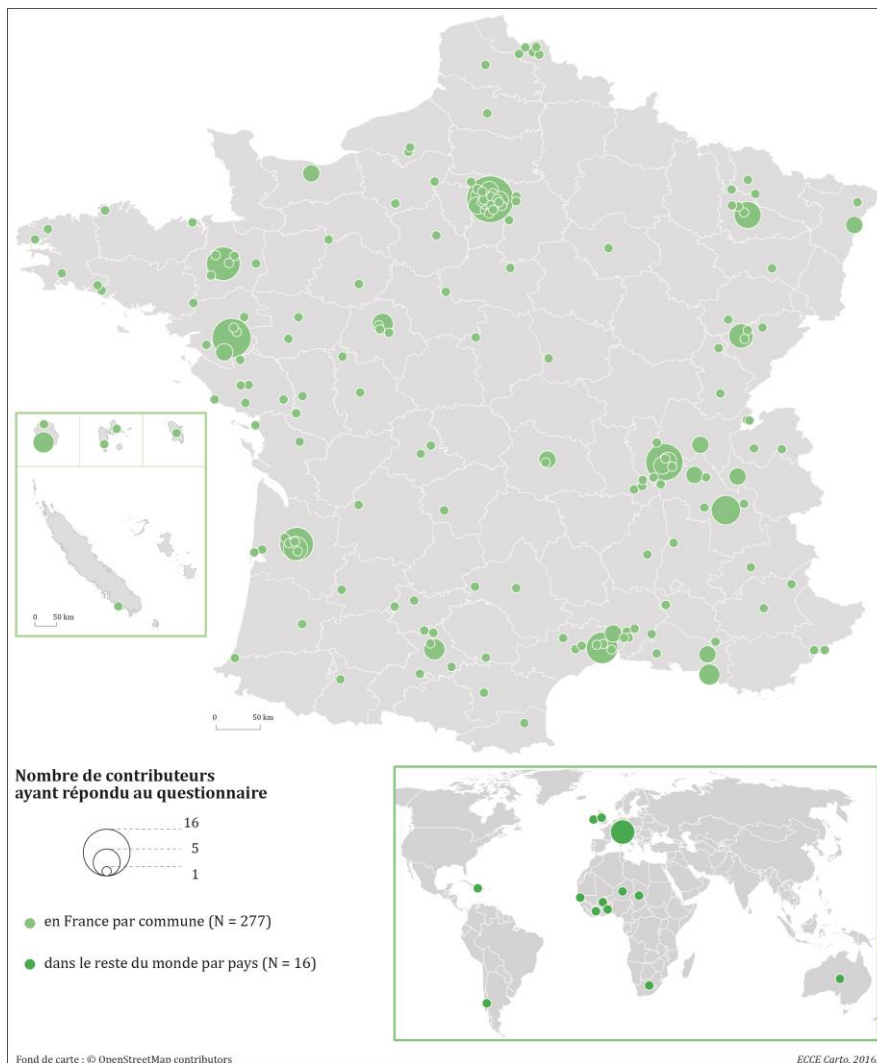 0 50 km
0 50 km
Nombre de contributeurs
ayant répondu au questionnaire
16
5
1
en France par commune (N = 277)
dans le reste du monde par pays (N = 16)
Fond de carte : © OpenStreetMap contributors
ECCE Carto, 2016.